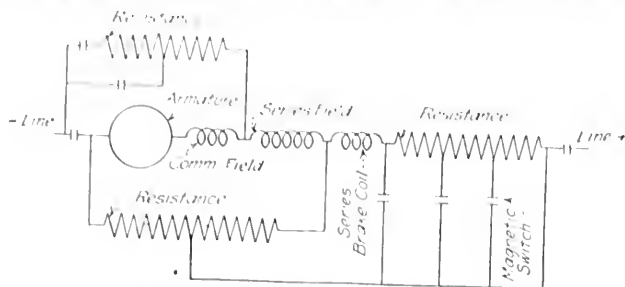 Resistance
Armature
Series Field
Resistance
- Line
Line +
Comm. Field
Resistance
Series
Brake Coil
Magnetic
Switch